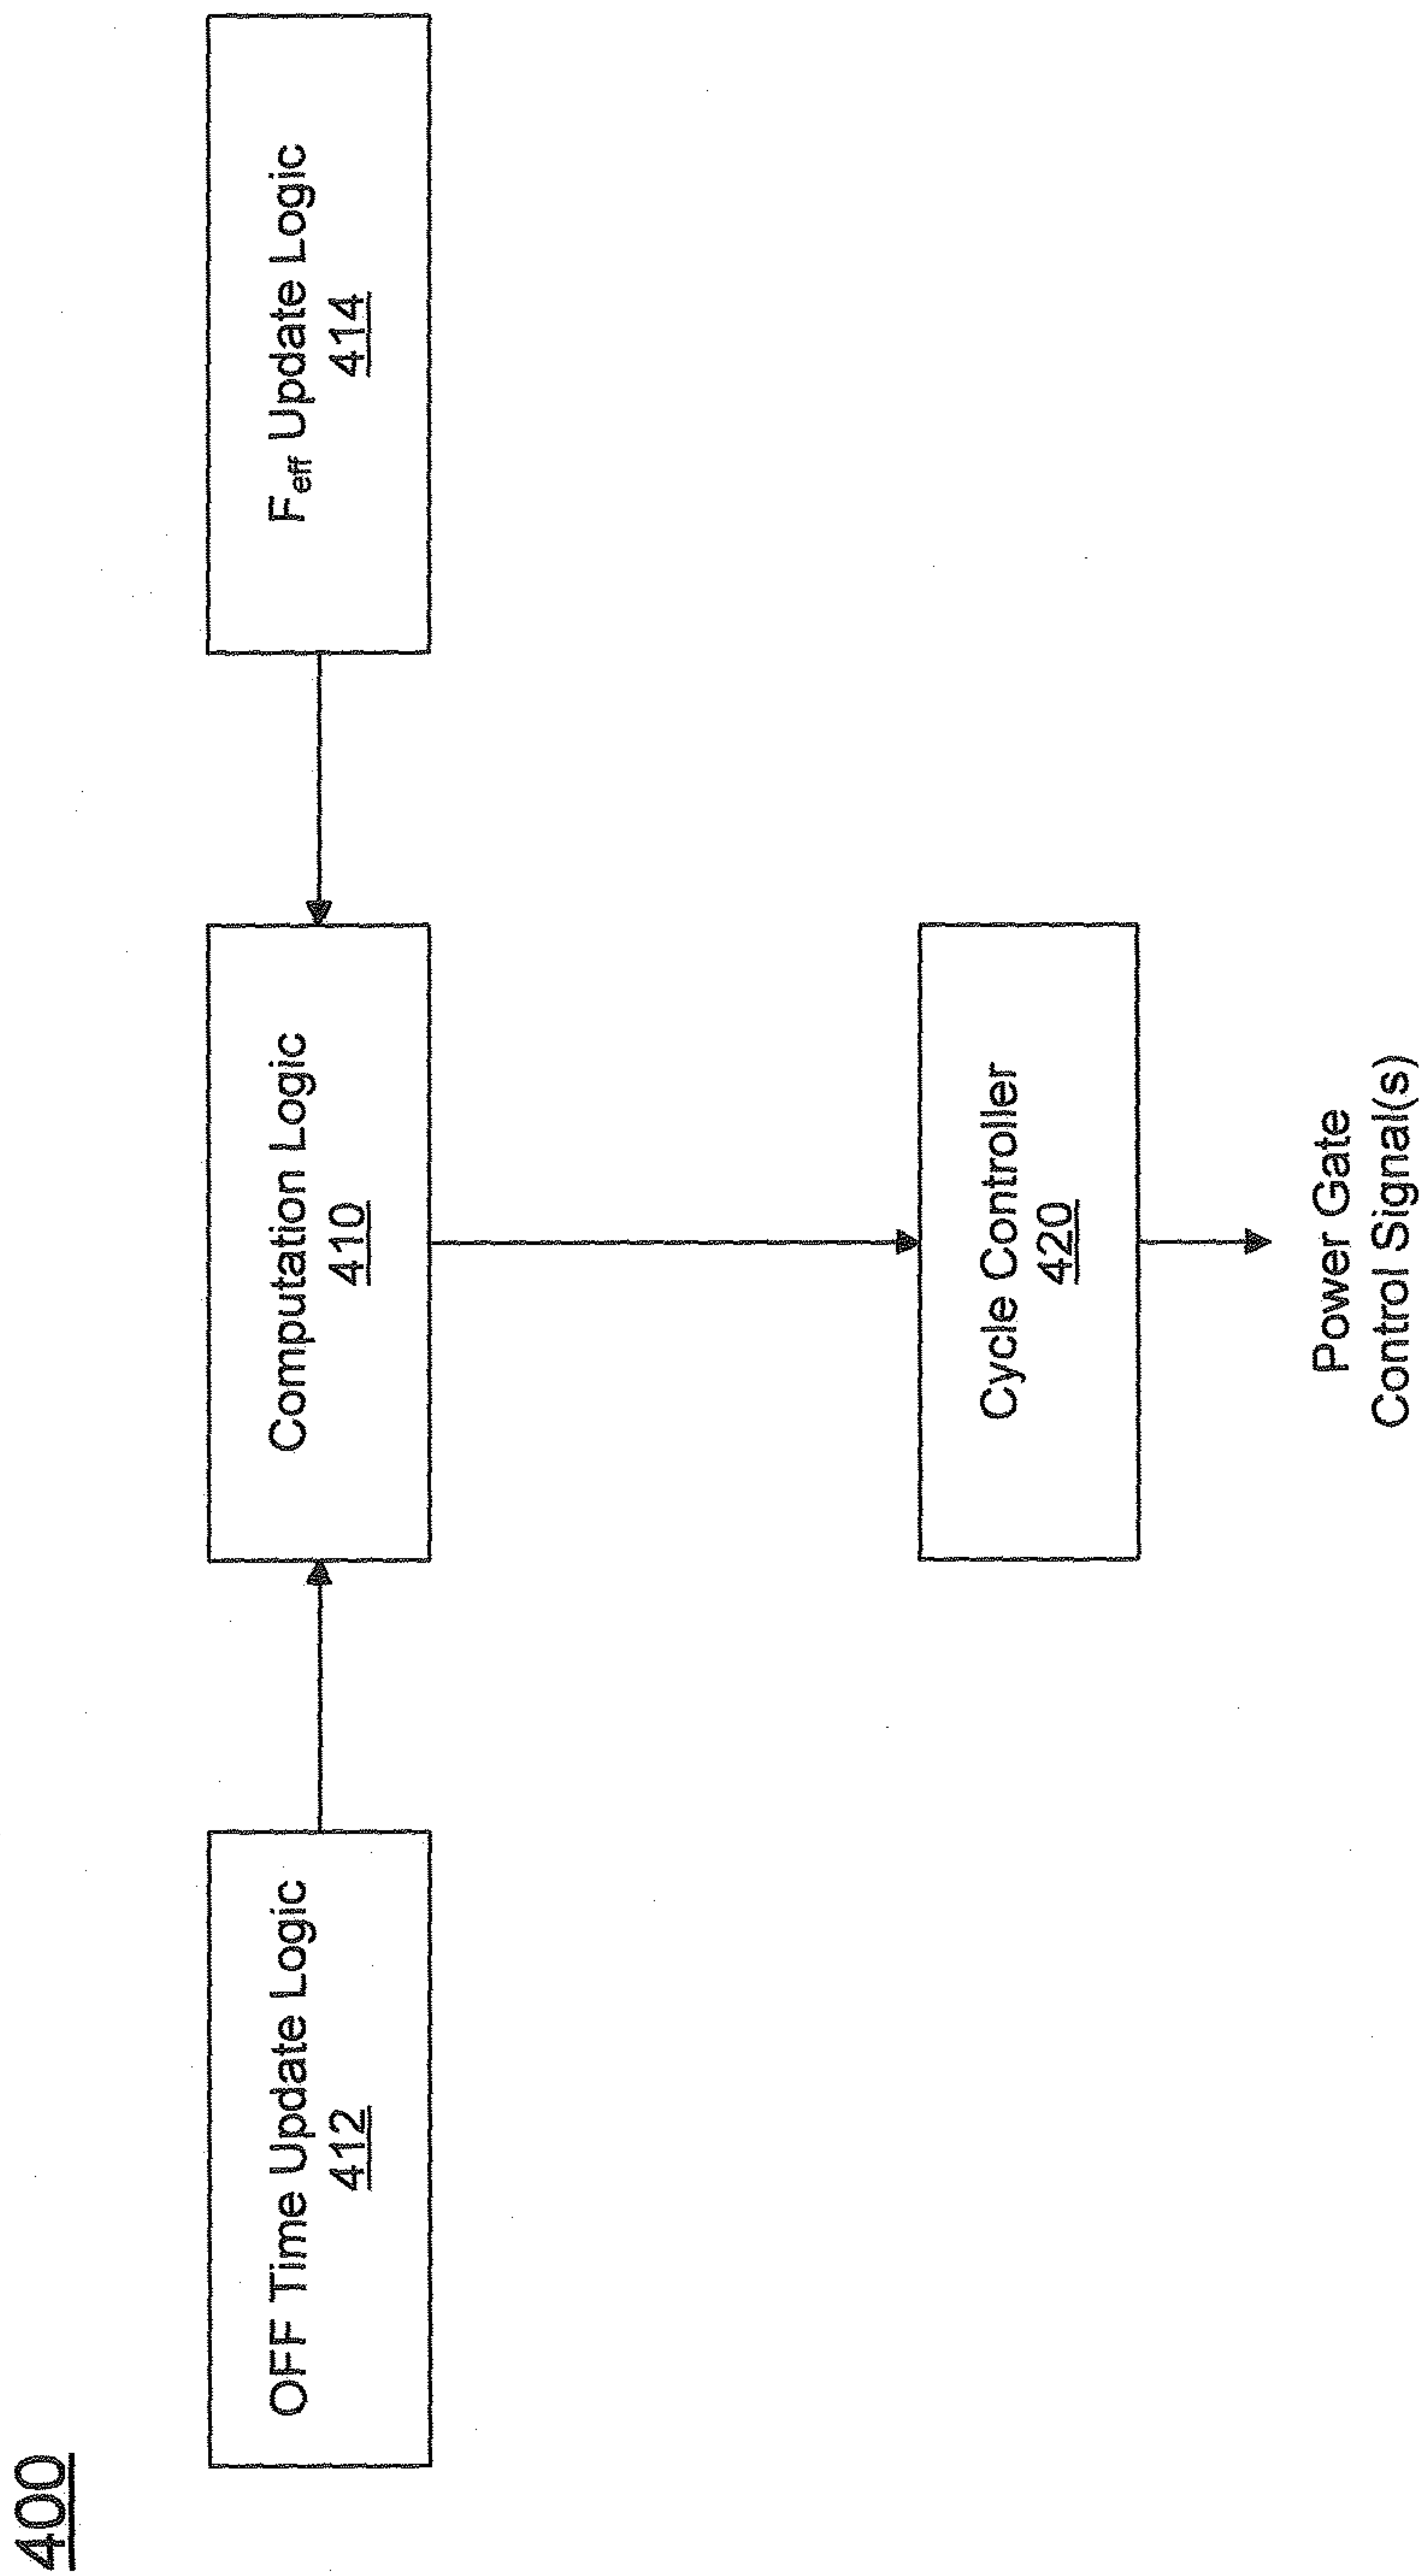 400
OFF Time Update Logic
412
Computation Logic
410
F_eff Update Logic
414
Cycle Controller
420
Power Gate
Control Signal(s)